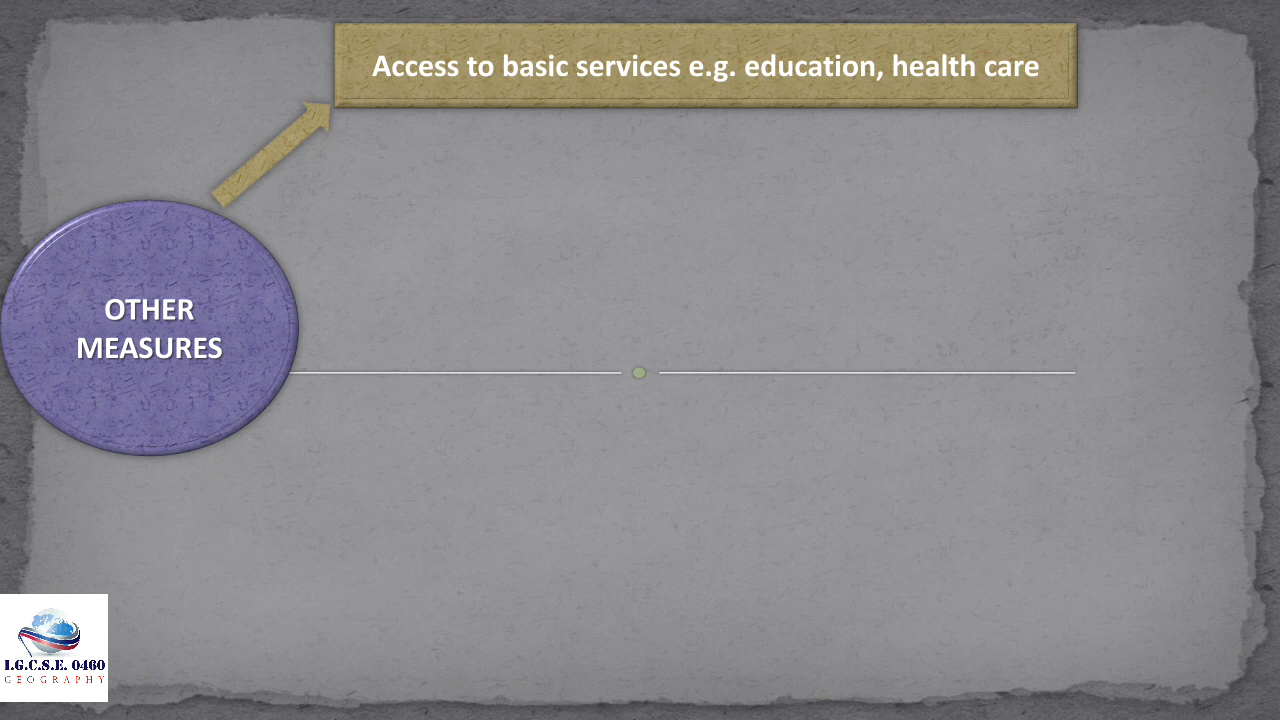 Access to basic services e.g. education, health care
OTHER
MEASURES
I.G.C.S.E. 0460
GEOGRAPHY